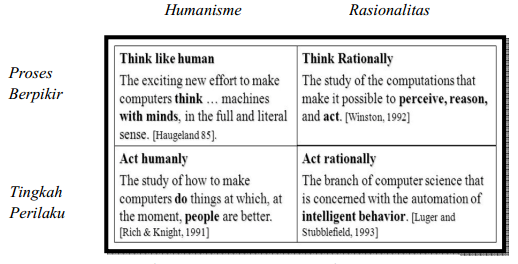 Humanisme
Rasionalitas
Proses
Berpikir
Think like human
The exciting new effort to make
computers think … machines
with minds, in the full and literal
sense. [Haugeland 85].
Think Rationally
The study of the computations that
make it possible to perceive, reason,
and act. [Winston, 1992]
Tingkah
Perilaku
Act humanly
The study of how to make
computers do things at which, at
the moment, people are better.
[Rich & Knight, 1991]
Act rationally
The branch of computer science that
is concerned with the automation of
intelligent behavior. [Luger and
Stubblefield, 1993]